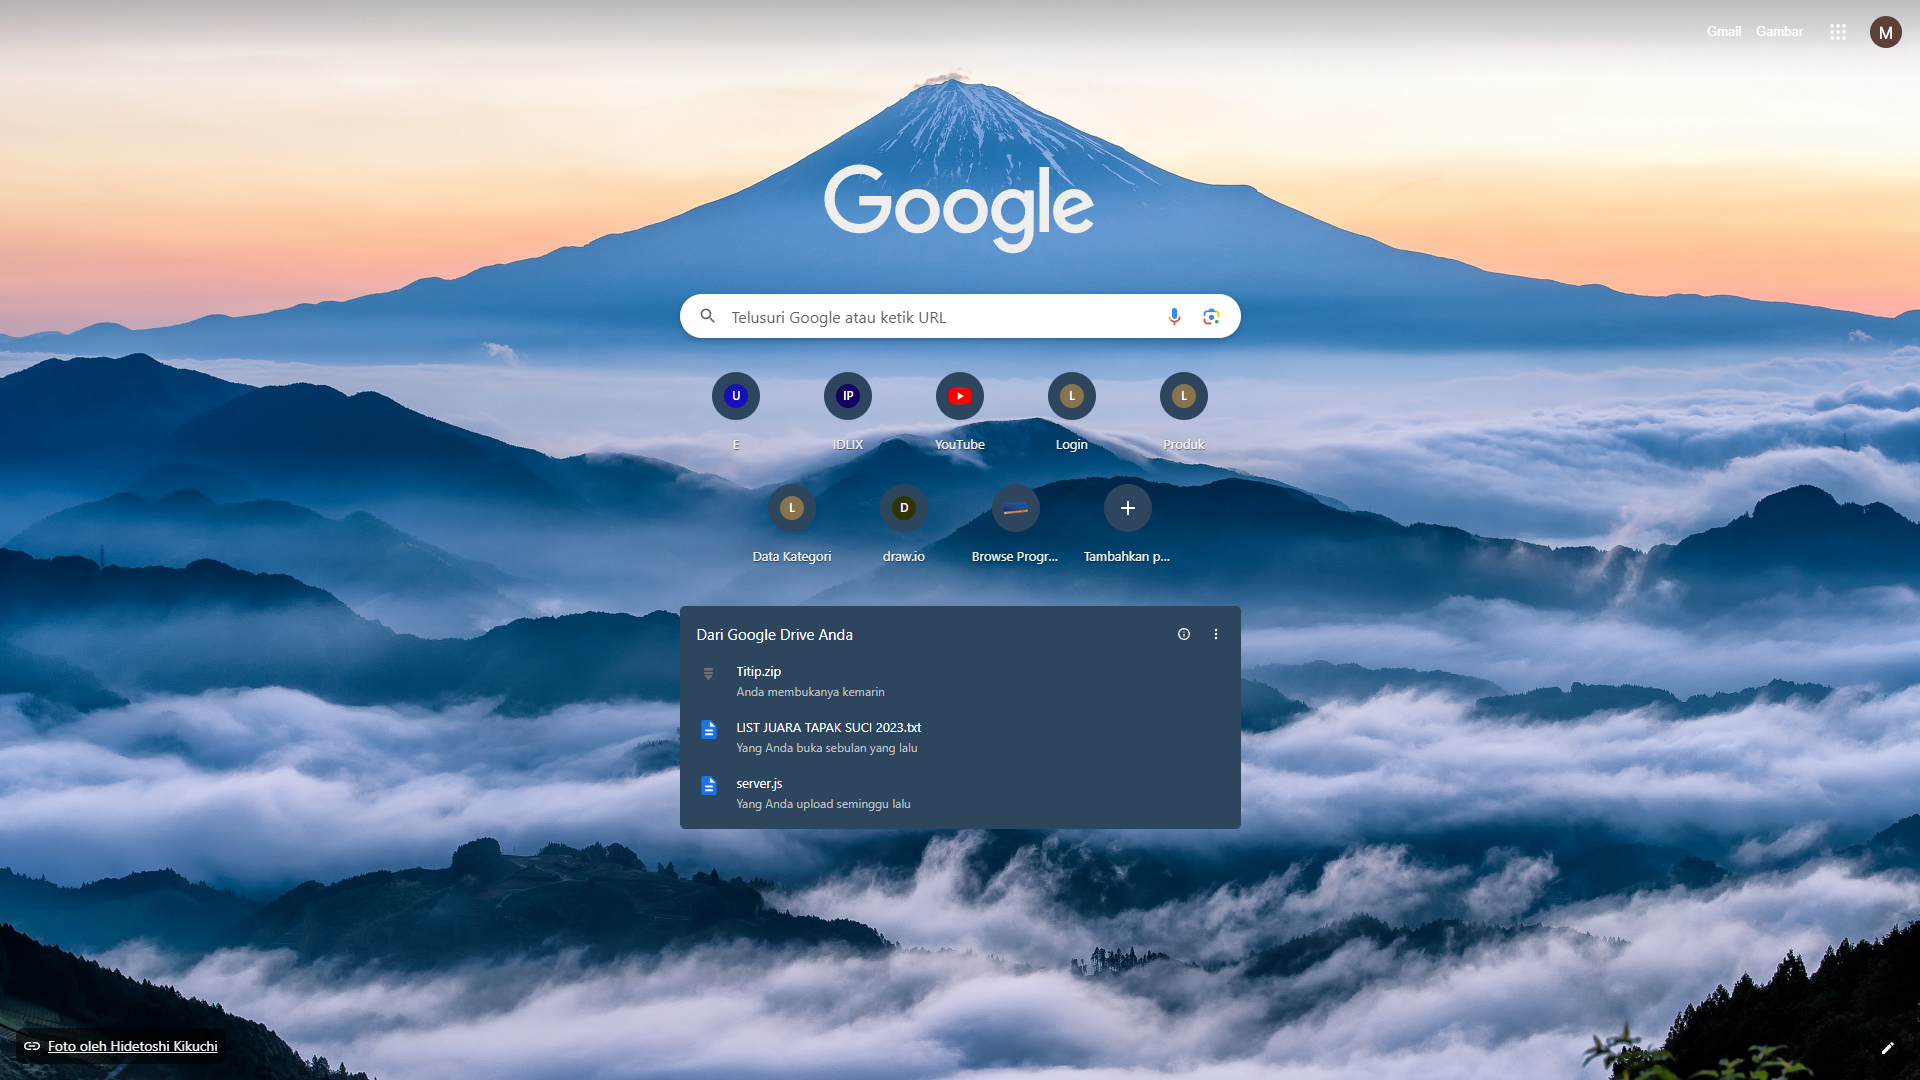 Gmail Gambar M
Google
Telusuri Google atau ketik URL
U IP L L
E IDLIX YouTube Login Produk
L D
Data Kategori draw.io Browse Progr... Tambahkan p...
Dari Google Drive Anda
Titip.zip
Anda membukanya kemarin
LIST JUARA TAPAK SUCI 2023.txt
Yang Anda buka sebulan yang lalu
server.js
Yang Anda upload seminggu lalu
Foto oleh Hidetoshi Kikuchi